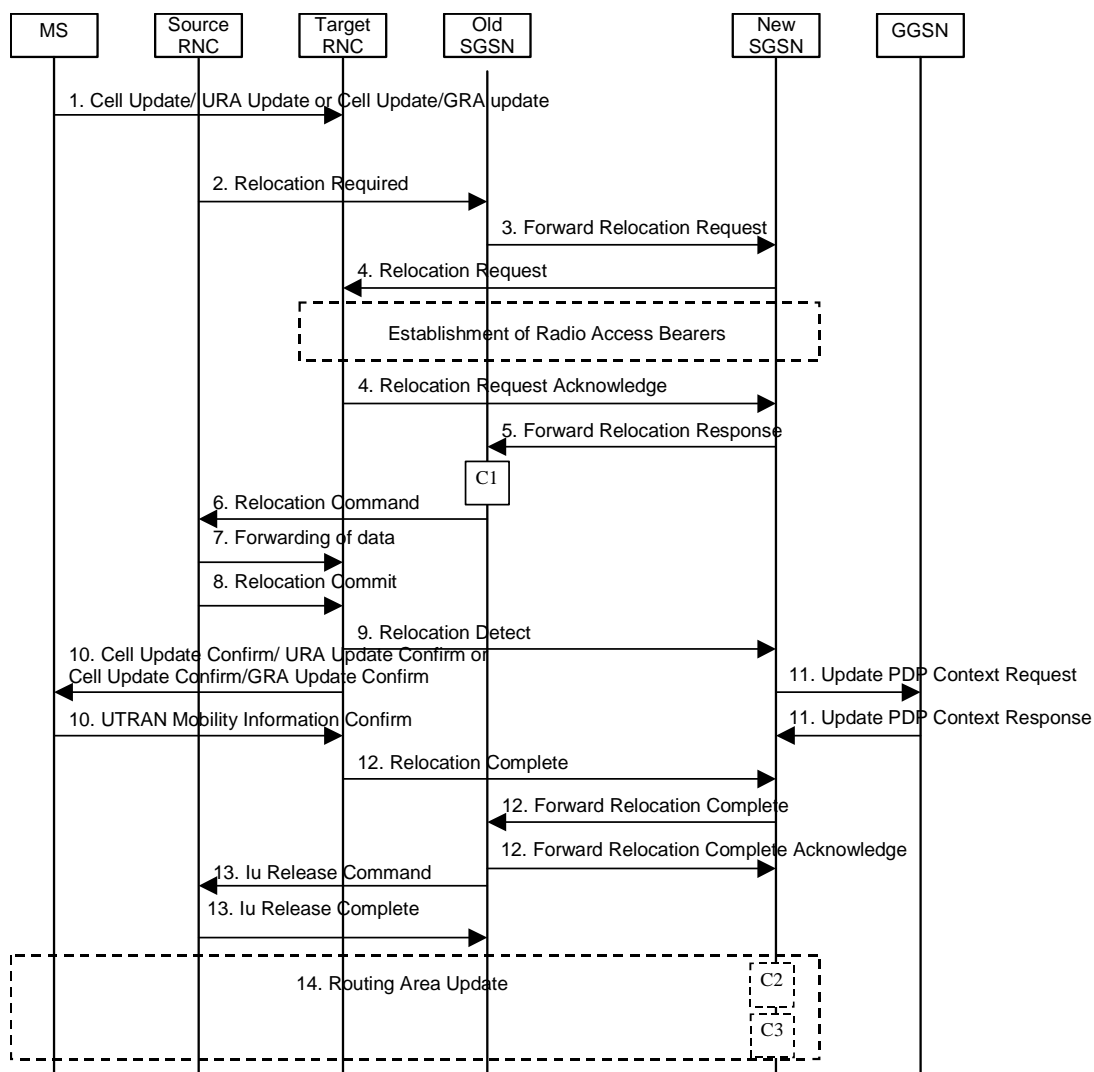 MS
Source
RNC
Target
RNC
Old
SGSN
New
SGSN
GGSN
1. Cell Update/ URA Update or Cell Update/GRA update
2. Relocation Required
3. Forward Relocation Request
4. Relocation Request
Establishment of Radio Access Bearers
4. Relocation Request Acknowledge
5. Forward Relocation Response
C1
6. Relocation Command
7. Forwarding of data
8. Relocation Commit
9. Relocation Detect
10. Cell Update Confirm/ URA Update Confirm or
Cell Update Confirm/GRA Update Confirm
11. Update PDP Context Request
10. UTRAN Mobility Information Confirm
11. Update PDP Context Response
12. Relocation Complete
12. Forward Relocation Complete
12. Forward Relocation Complete Acknowledge
13. Iu Release Command
13. Iu Release Complete
14. Routing Area Update
C2
C3